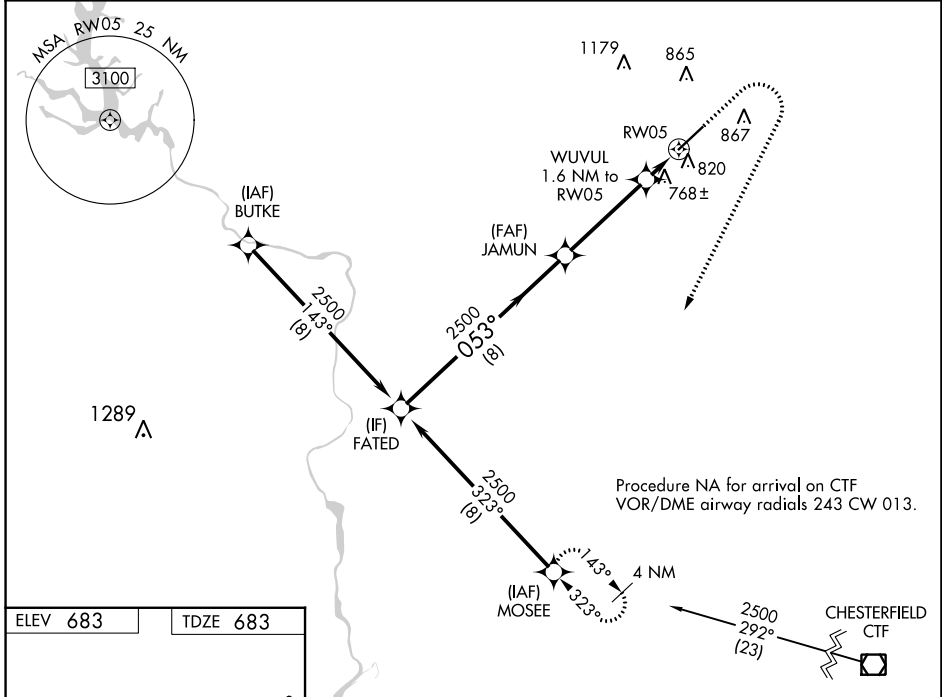 MSA RW05 25 NM
3100
1179
865
867
RW05
820
768±
WUVUL
1.6 NM to
RW05
(IAF)
BUTKE
(FAF)
JAMUN
2500
143°
(8)
2500
053°
(8)
1289
(IF)
FATED
2500
323°
(8)
Procedure NA for arrival on CTF
VOR/DME airway radials 243 CW 013.
143°
4 NM
323°
(IAF)
MOSEE
2500
292°
(23)
CHESTERFIELD
CTF
ELEV 683
TDZE 683